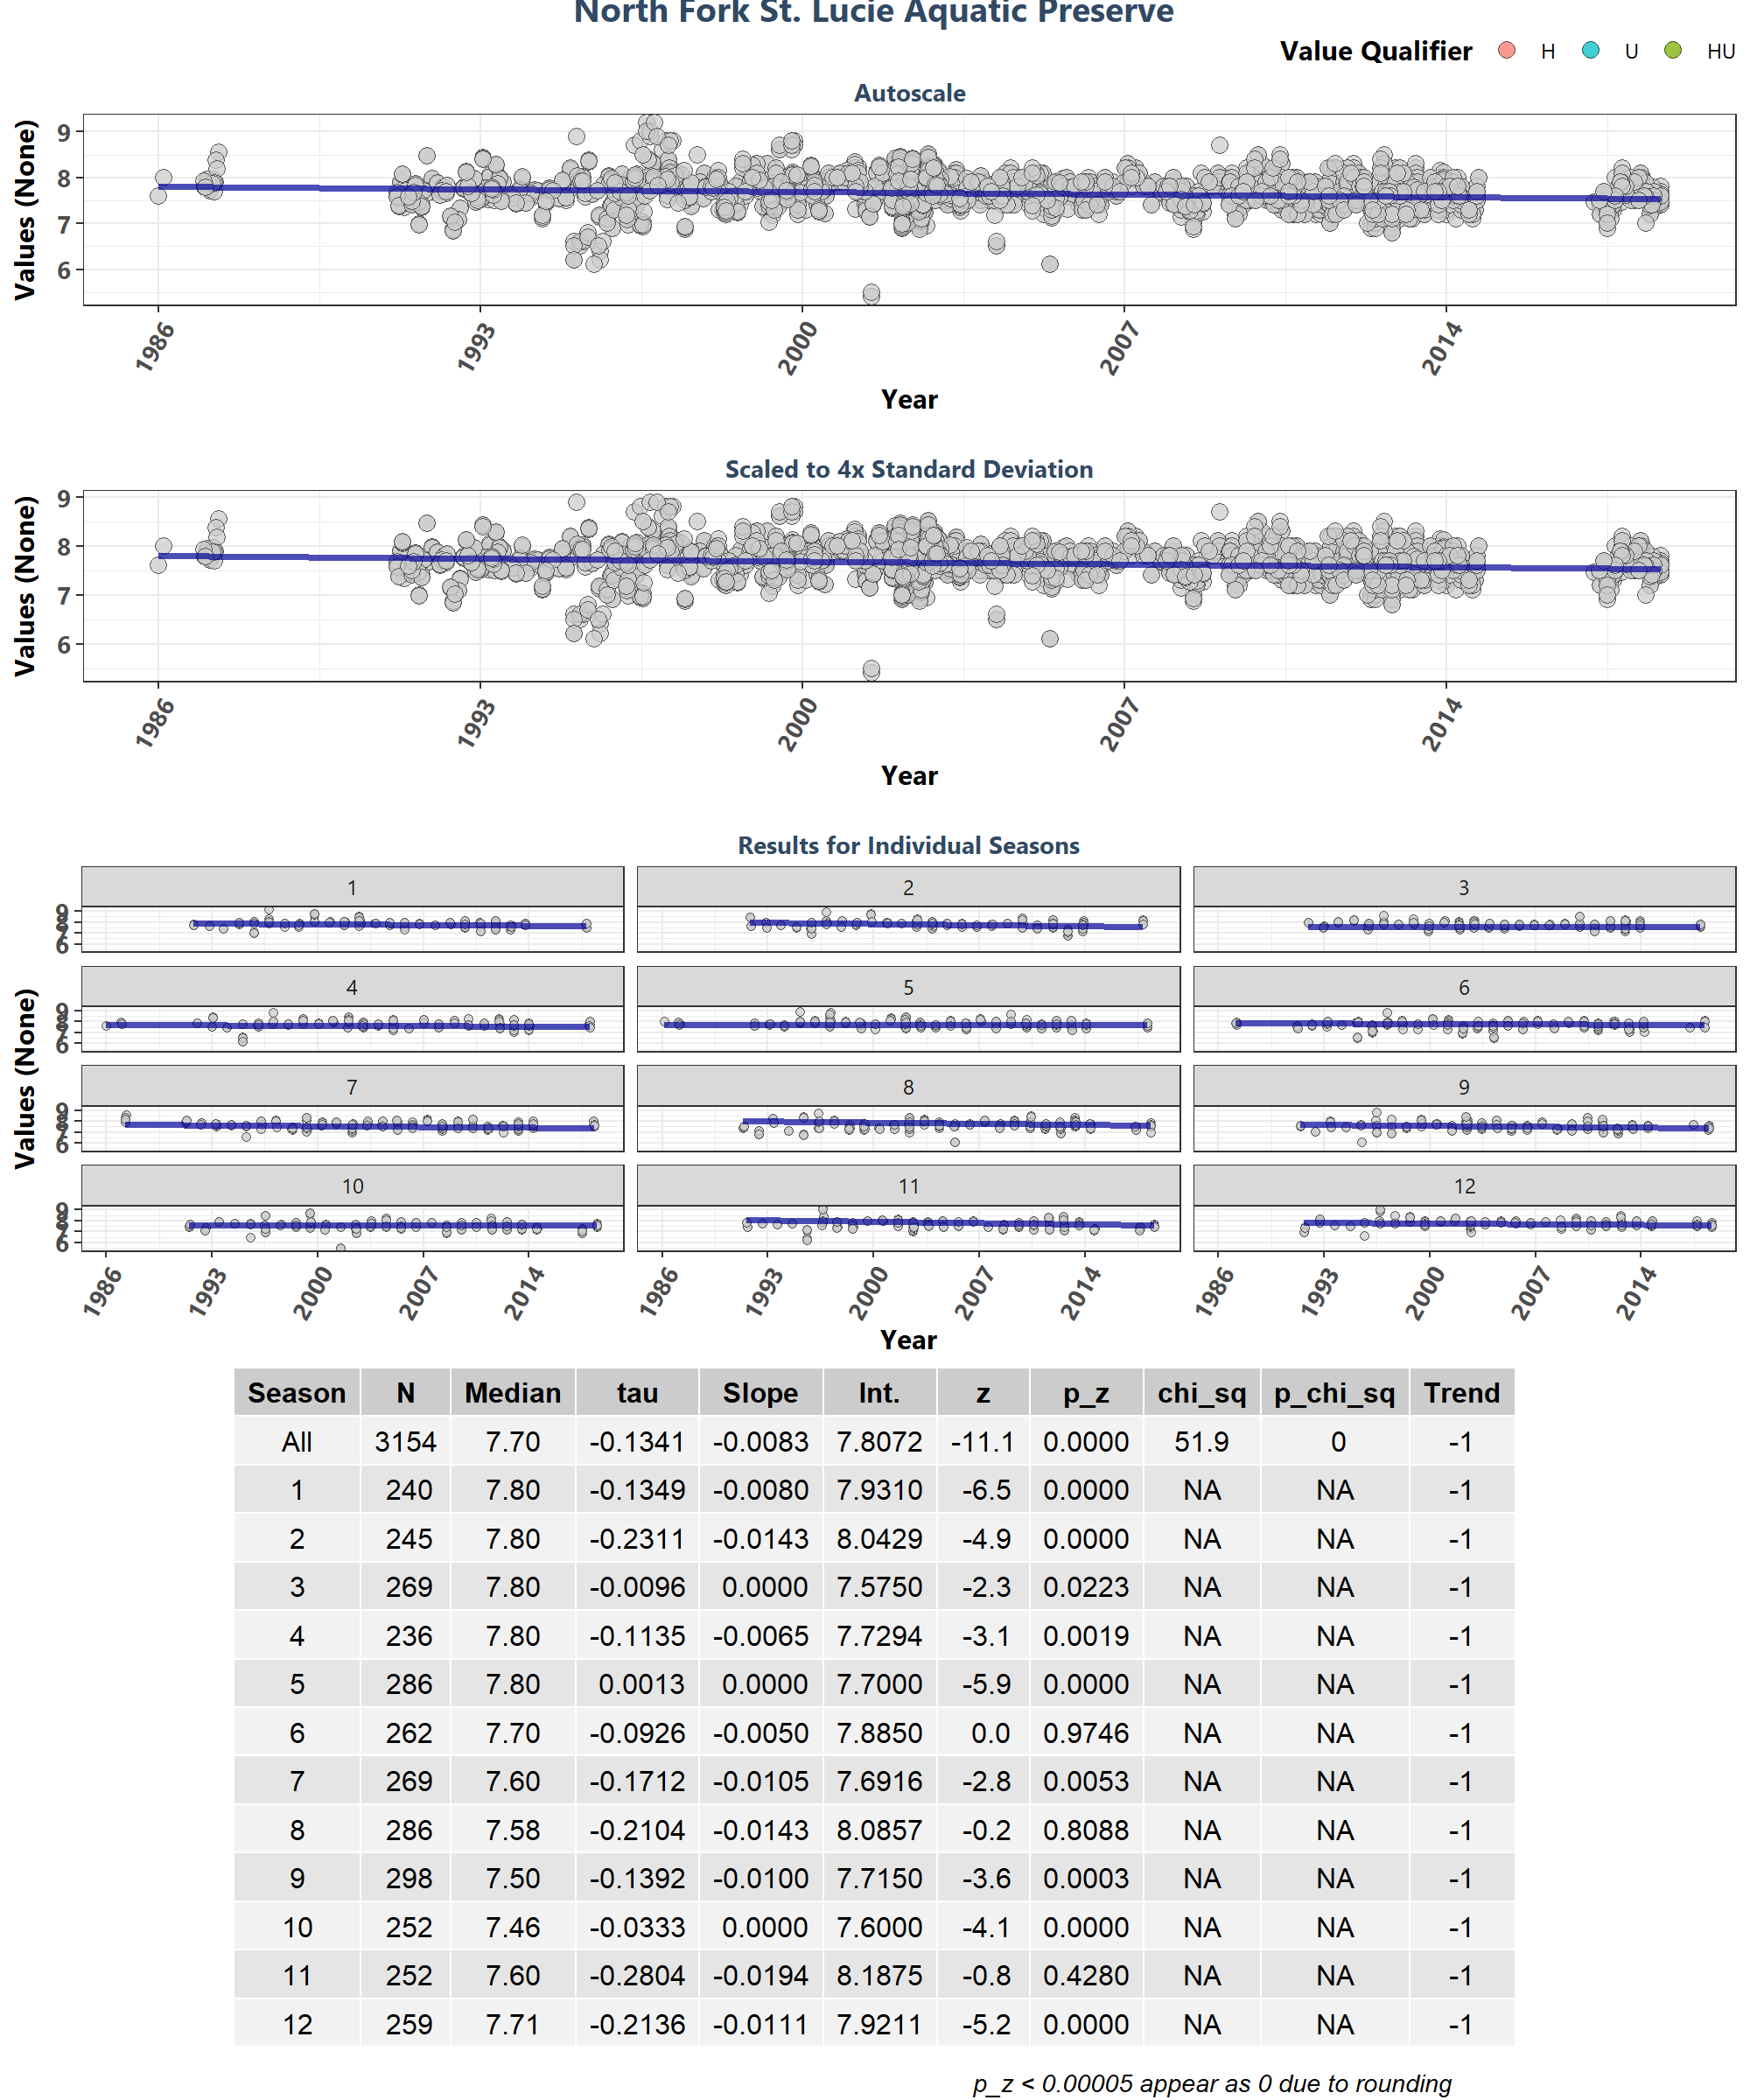 North Fork St. Lucie Aquatic Preserve
Value Qualifier H U HU
Autoscale
Values (None)
9
8
7
6
1986 1993 2000 2007 2014
Year
Scaled to 4x Standard Deviation
Values (None)
9
8
7
6
1986 1993 2000 2007 2014
Year
Results for Individual Seasons
1 2 3
9
8
7
6
4 5 6
9
8
7
6
Values (None)
7 8 9
9
8
7
6
10 11 12
9
8
7
6
1986 1993 2000 2007 2014 1986 1993 2000 2007 2014 1986 1993 2000 2007 2014
Year
Season N Median tau Slope Int. z p_z chi_sq p_chi_sq Trend
All 3154 7.70 -0.1341 -0.0083 7.8072 -11.1 0.0000 51.9 0 -1
1 240 7.80 -0.1349 -0.0080 7.9310 -6.5 0.0000 NA NA -1
2 245 7.80 -0.2311 -0.0143 8.0429 -4.9 0.0000 NA NA -1
3 269 7.80 -0.0096 0.0000 7.5750 -2.3 0.0223 NA NA -1
4 236 7.80 -0.1135 -0.0065 7.7294 -3.1 0.0019 NA NA -1
5 286 7.80 0.0013 0.0000 7.7000 -5.9 0.0000 NA NA -1
6 262 7.70 -0.0926 -0.0050 7.8850 0.0 0.9746 NA NA -1
7 269 7.60 -0.1712 -0.0105 7.6916 -2.8 0.0053 NA NA -1
8 286 7.58 -0.2104 -0.0143 8.0857 -0.2 0.8088 NA NA -1
9 298 7.50 -0.1392 -0.0100 7.7150 -3.6 0.0003 NA NA -1
10 252 7.46 -0.0333 0.0000 7.6000 -4.1 0.0000 NA NA -1
11 252 7.60 -0.2804 -0.0194 8.1875 -0.8 0.4280 NA NA -1
12 259 7.71 -0.2136 -0.0111 7.9211 -5.2 0.0000 NA NA -1
p_z < 0.00005 appear as 0 due to rounding